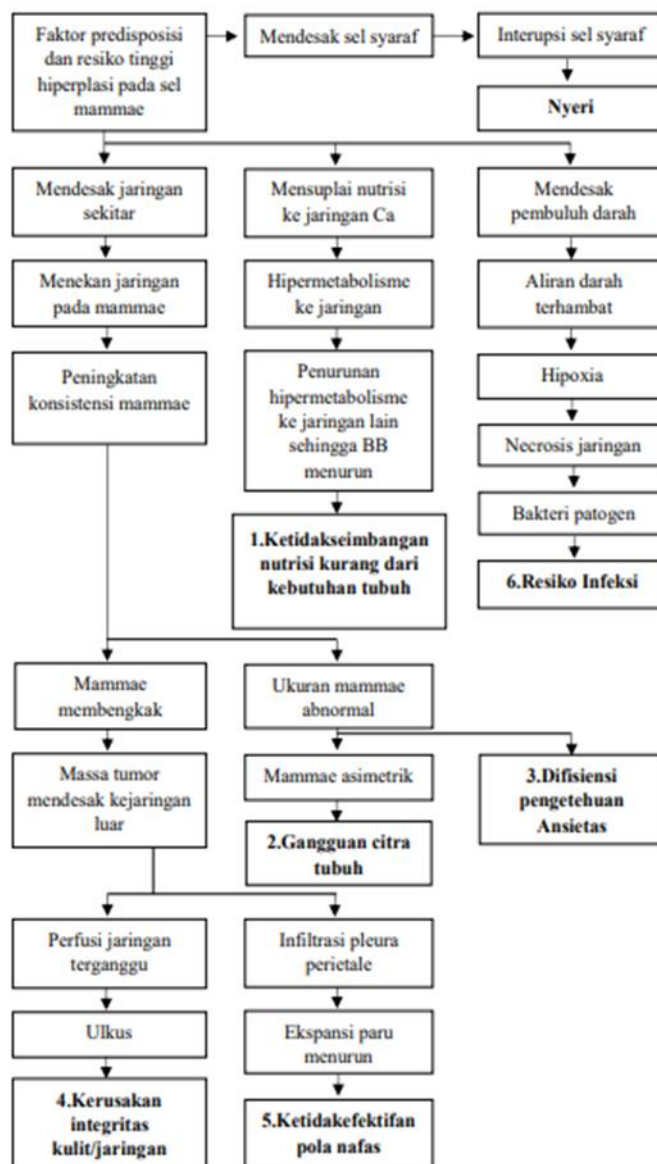 Faktor predisposisi
dan resiko tinggi
hiperplasi pada sel
mammae
Mendesak sel syaraf
Interupsi sel syaraf
Nyeri
Mendesak jaringan
sekitar
Mensuplai nutrisi
ke jaringan Ca
Mendesak
pembuluh darah
Menekan jaringan
pada mammae
Hipermetabolisme
ke jaringan
Aliran darah
terhambat
Peningkatan
konsistensi mammae
Penurunan
hipermetabolisme
ke jaringan lain
sehingga BB
menurun
Hipoxia
Necrosis jaringan
Bakteri patogen
1.Ketidakseimbangan
nutrisi kurang dari
kebutuhan tubuh
6.Resiko Infeksi
Mammae
membengkak
Ukuran mammae
abnormal
Massa tumor
mendesak kejaringan
luar
Mammae asimetrik
3.Difisiensi
pengetehuan
Ansietas
2.Gangguan citra
tubuh
Perfusi jaringan
terganggu
Infiltrasi pleura
perietale
Ulkus
Ekspansi paru
menurun
4.Kerusakan
integritas
kulit/jaringan
5.Ketidakefektifan
pola nafas